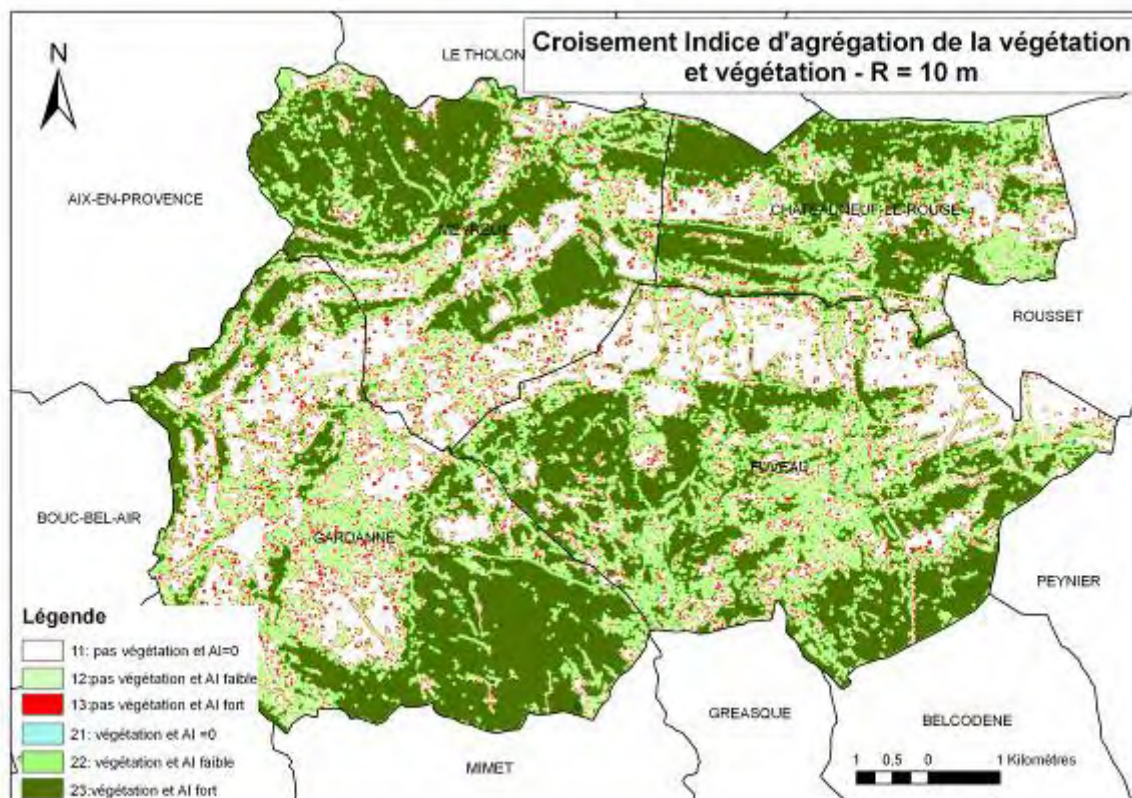 Croisement Indice d'agrégation de la végétation
et végétation - R = 10 m
N
LE THOLON
AIX-EN-PROVENCE
MEYREUIL
CHATEAUNEUF-LE-ROUGE
ROUSSET
FUVEAU
BOUC-BEL-AIR
GARDANNE
PEYNIER
GREASQUE
BELCODENE
MIMET
Légende
11: pas végétation et AI=0
12:pas végétation et AI faible
13:pas végétation et AI fort
21: végétation et AI =0
22: végétation et AI faible
23:végétation et AI fort
1 0.5 0 1 Kilomètres